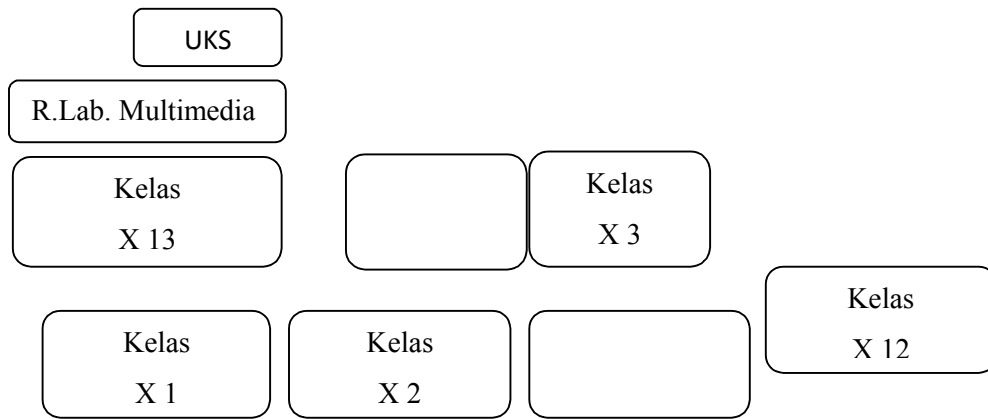 UKS
R.Lab. Multimedia
Kelas
X 13
Kelas
X 3
Kelas
X 12
Kelas
X 1
Kelas
X 2